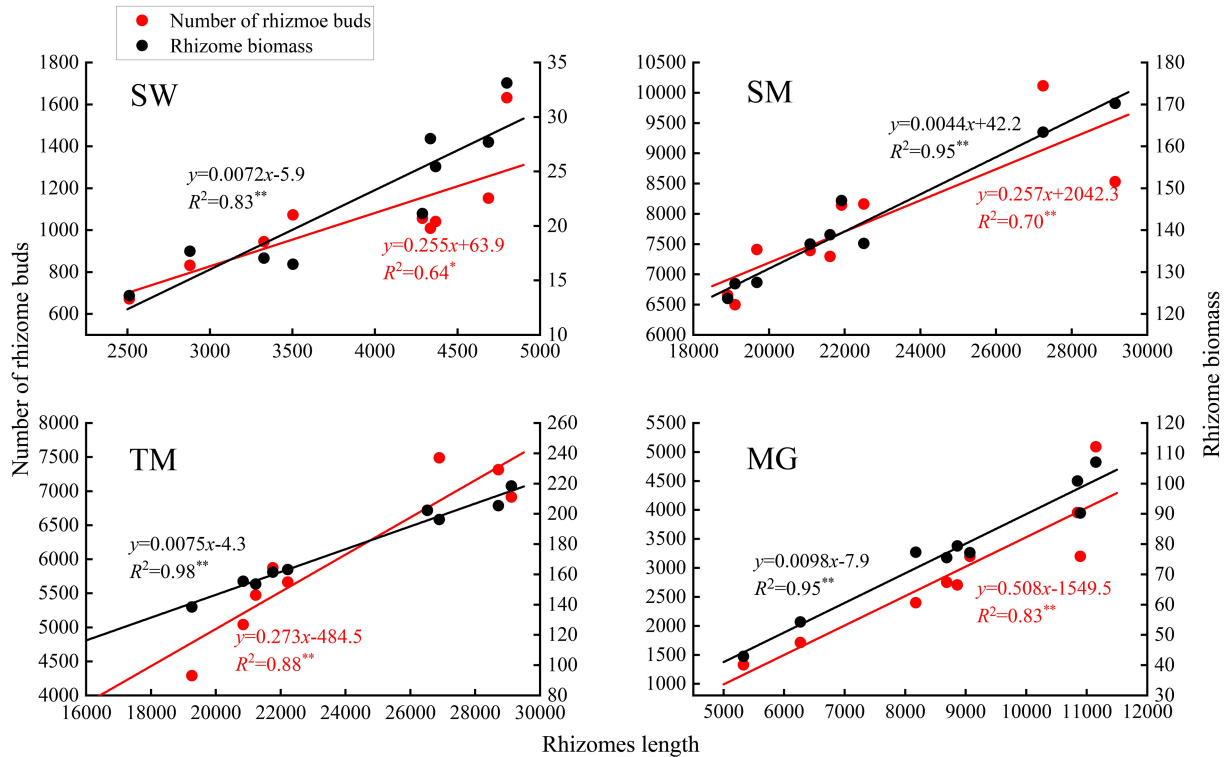 Number of rhizmoe buds
Rhizome biomass
Number of rhizome buds
Rhizome biomass
Rhizomes length
SW
1800
1600
1400
1200
1000
800
600
35
30
25
20
15
10
2500 3000 3500 4000 4500 5000
y=0.0072x-5.9
R²=0.83**
y=0.255x+63.9
R²=0.64*
SM
10500
10000
9500
9000
8500
8000
7500
7000
6500
6000
180
170
160
150
140
130
120
18000 20000 22000 24000 26000 28000 30000
y=0.0044x+42.2
R²=0.95**
y=0.257x+2042.3
R²=0.70**
TM
8000
7500
7000
6500
6000
5500
5000
4500
4000
260
240
220
200
180
160
140
120
100
80
16000 18000 20000 22000 24000 26000 28000 30000
y=0.0075x-4.3
R²=0.98**
y=0.273x-484.5
R²=0.88**
MG
5500
5000
4500
4000
3500
3000
2500
2000
1500
1000
120
110
100
90
80
70
60
50
40
30
5000 6000 7000 8000 9000 10000 11000 12000
y=0.0098x-7.9
R²=0.95**
y=0.508x-1549.5
R²=0.83**